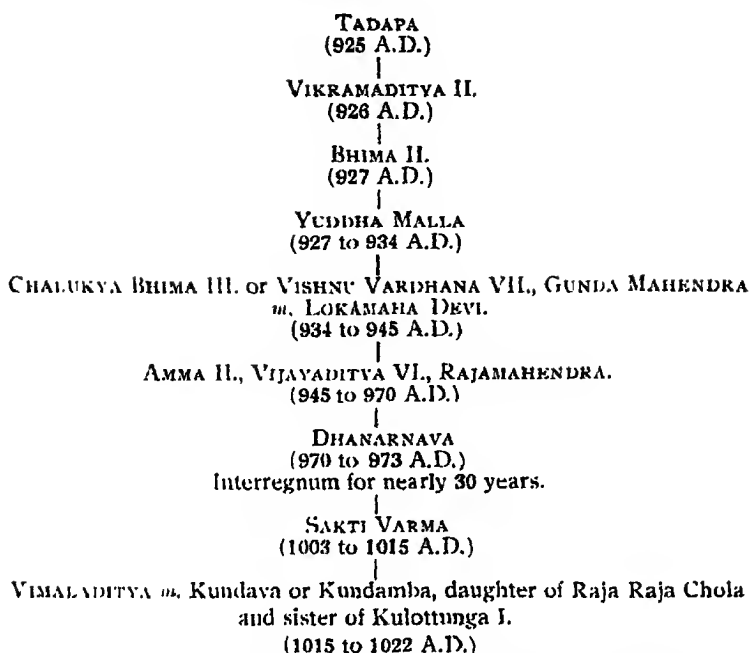 TADAPA
(925 A.D.)
VIKRAMADITYA II.
(926 A.D.)
BHIMA II.
(927 A.D.)
YUDDHA MALLA
(927 to 934 A.D.)
CHALUKYA BHIMA III. or VISHNU VARDHANA VII., GUNDA MAHENDRA
m. LOKÁMAHA DEVI.
(934 to 945 A.D.)
AMMA II., VIJAYADITYA VI., RAJAMAHENDRA.
(945 to 970 A.D.)
DHANARNAVA
(970 to 973 A.D.)
Interregnum for nearly 30 years.
SAKTI VARMA
(1003 to 1015 A.D.)
VIMALADITYA m. Kundava or Kundamba, daughter of Raja Raja Chola
and sister of Kulottunga I.
(1015 to 1022 A.D.)